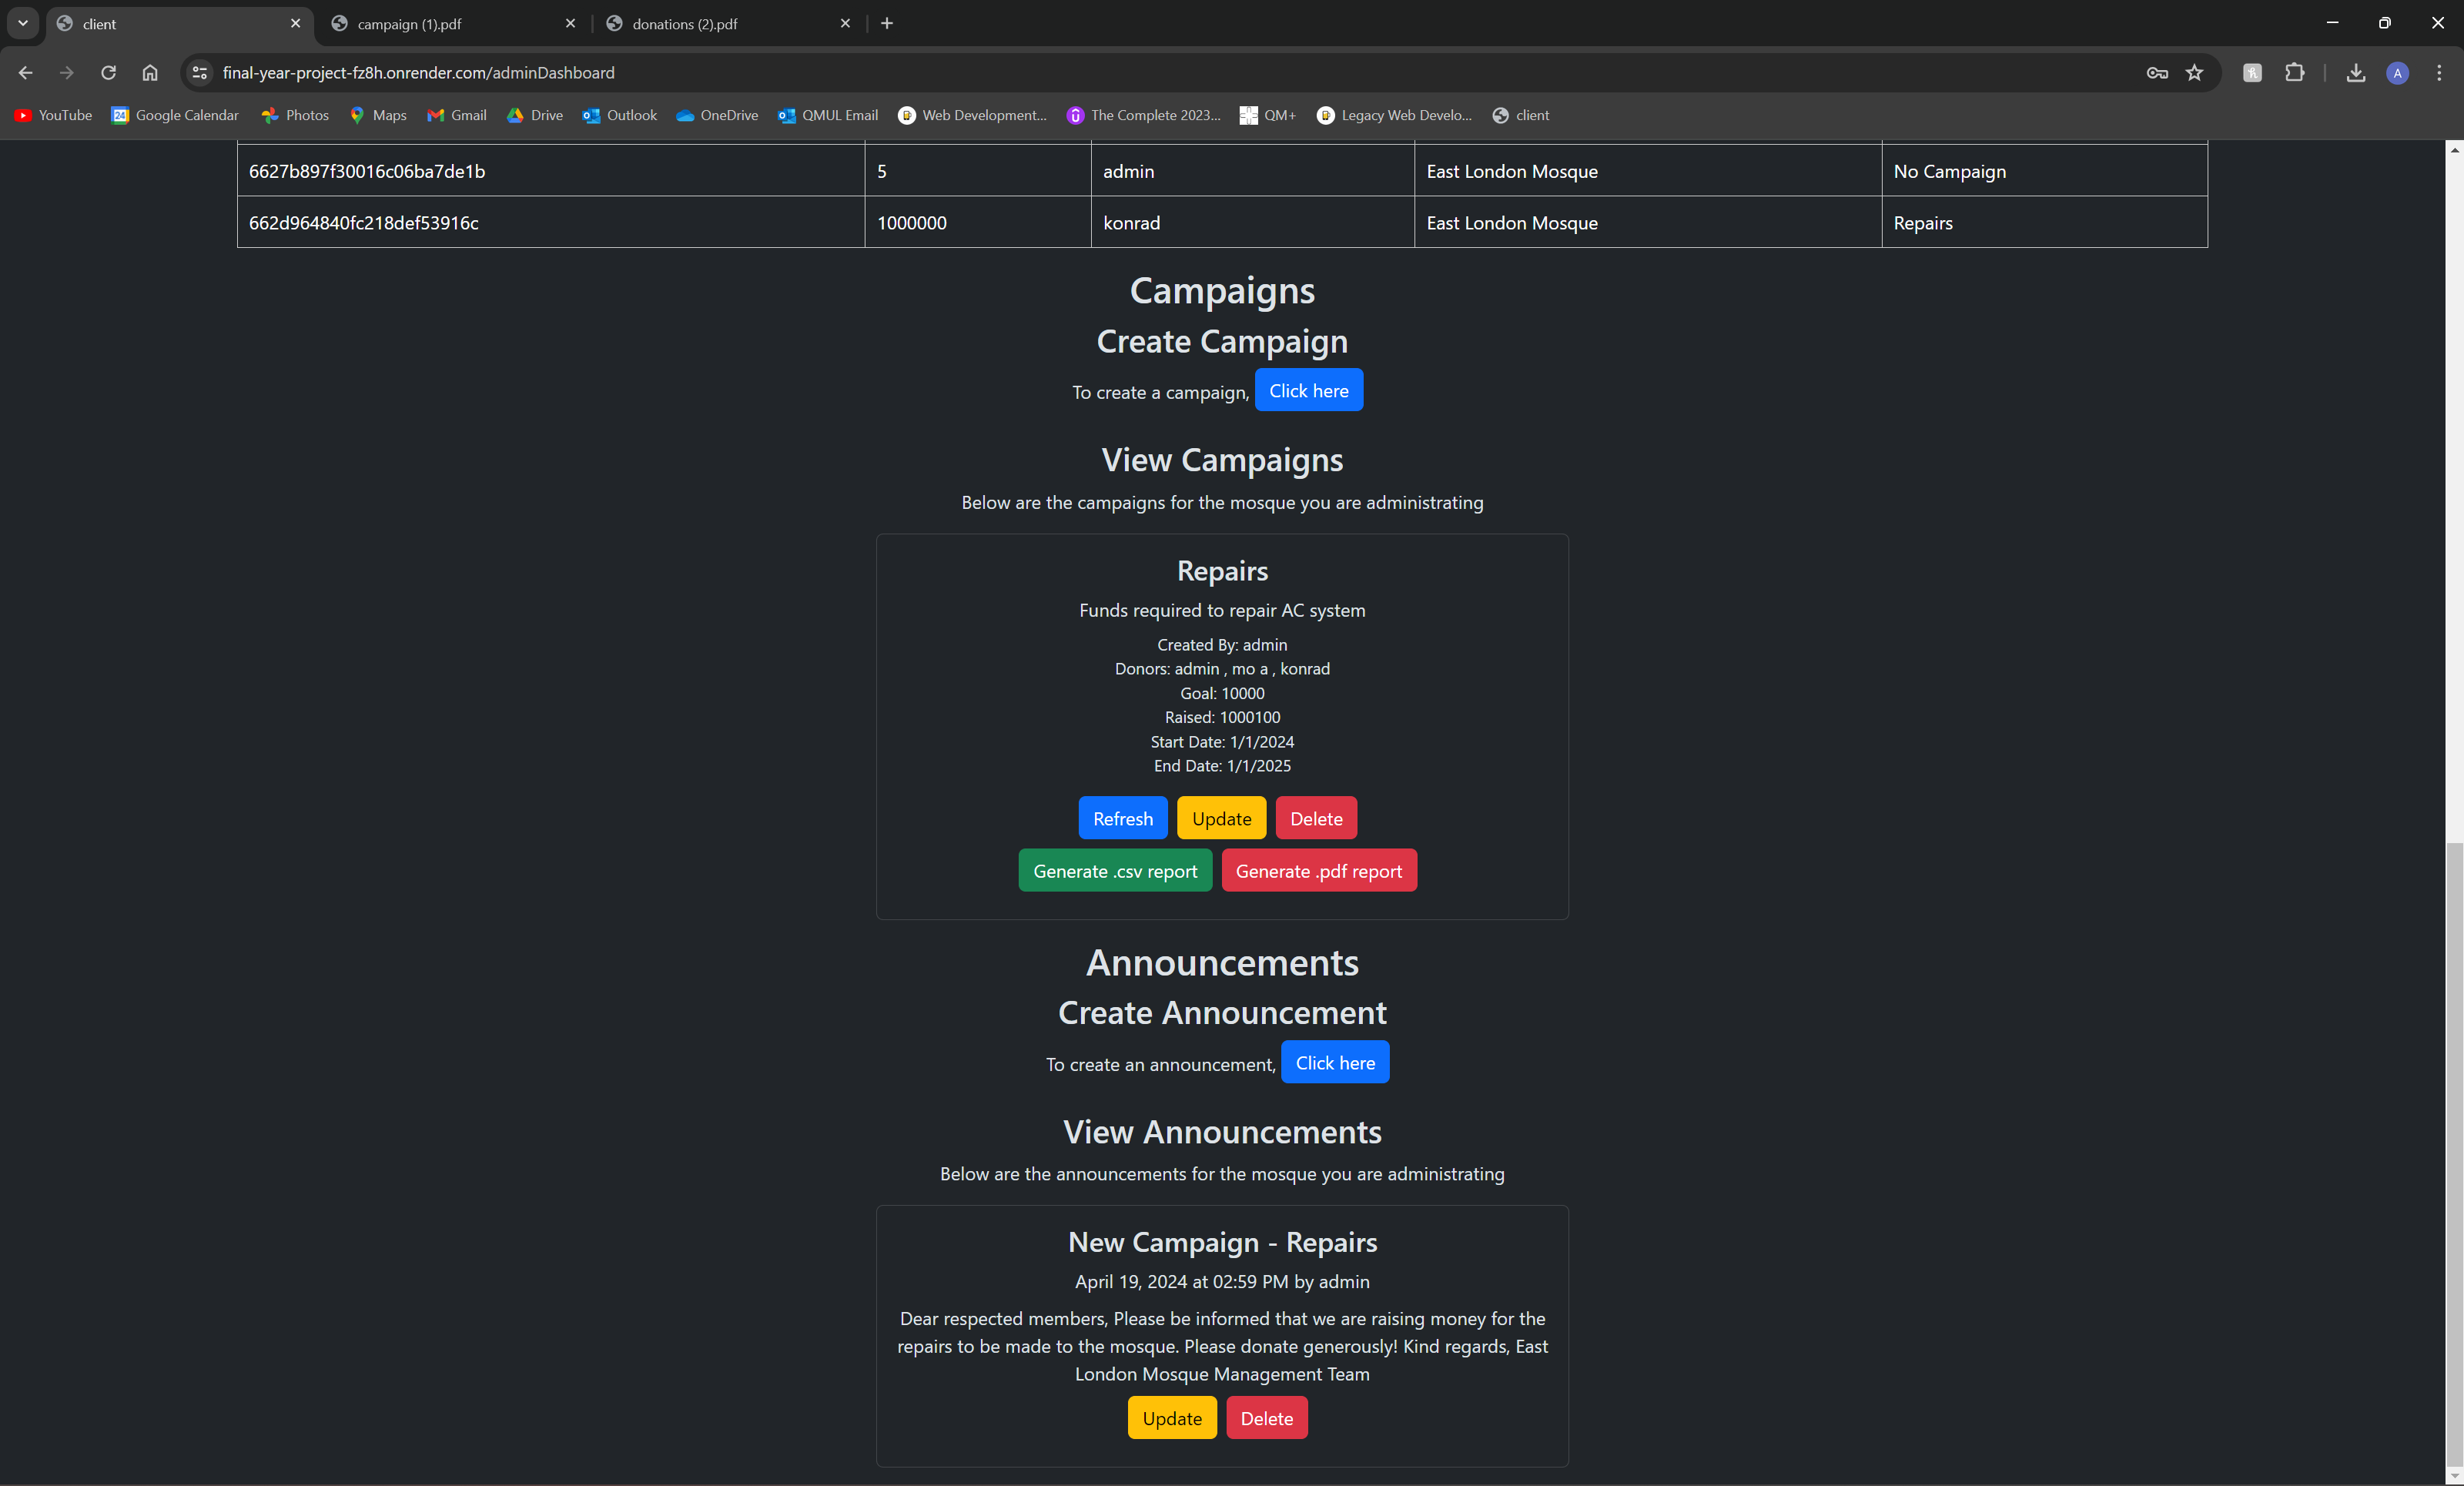 client
campaign (1).pdf
donations (2).pdf
final-year-project-fz8h.onrender.com/adminDashboard
A
YouTube
24 Google Calendar
Photos
Maps
Gmail
Drive
Outlook
OneDrive
QMUL Email
Web Development...
The Complete 2023...
QM+
Legacy Web Develo...
client
6627b897f30016c06ba7de1b 5 admin East London Mosque No Campaign
662d964840fc218def53916c 1000000 konrad East London Mosque Repairs
Campaigns
Create Campaign
To create a campaign, Click here
View Campaigns
Below are the campaigns for the mosque you are administrating
Repairs
Funds required to repair AC system
Created By: admin
Donors: admin , mo a , konrad
Goal: 10000
Raised: 1000100
Start Date: 1/1/2024
End Date: 1/1/2025
Refresh Update Delete
Generate .csv report Generate .pdf report
Announcements
Create Announcement
To create an announcement, Click here
View Announcements
Below are the announcements for the mosque you are administrating
New Campaign - Repairs
April 19, 2024 at 02:59 PM by admin
Dear respected members, Please be informed that we are raising money for the
repairs to be made to the mosque. Please donate generously! Kind regards, East
London Mosque Management Team
Update Delete